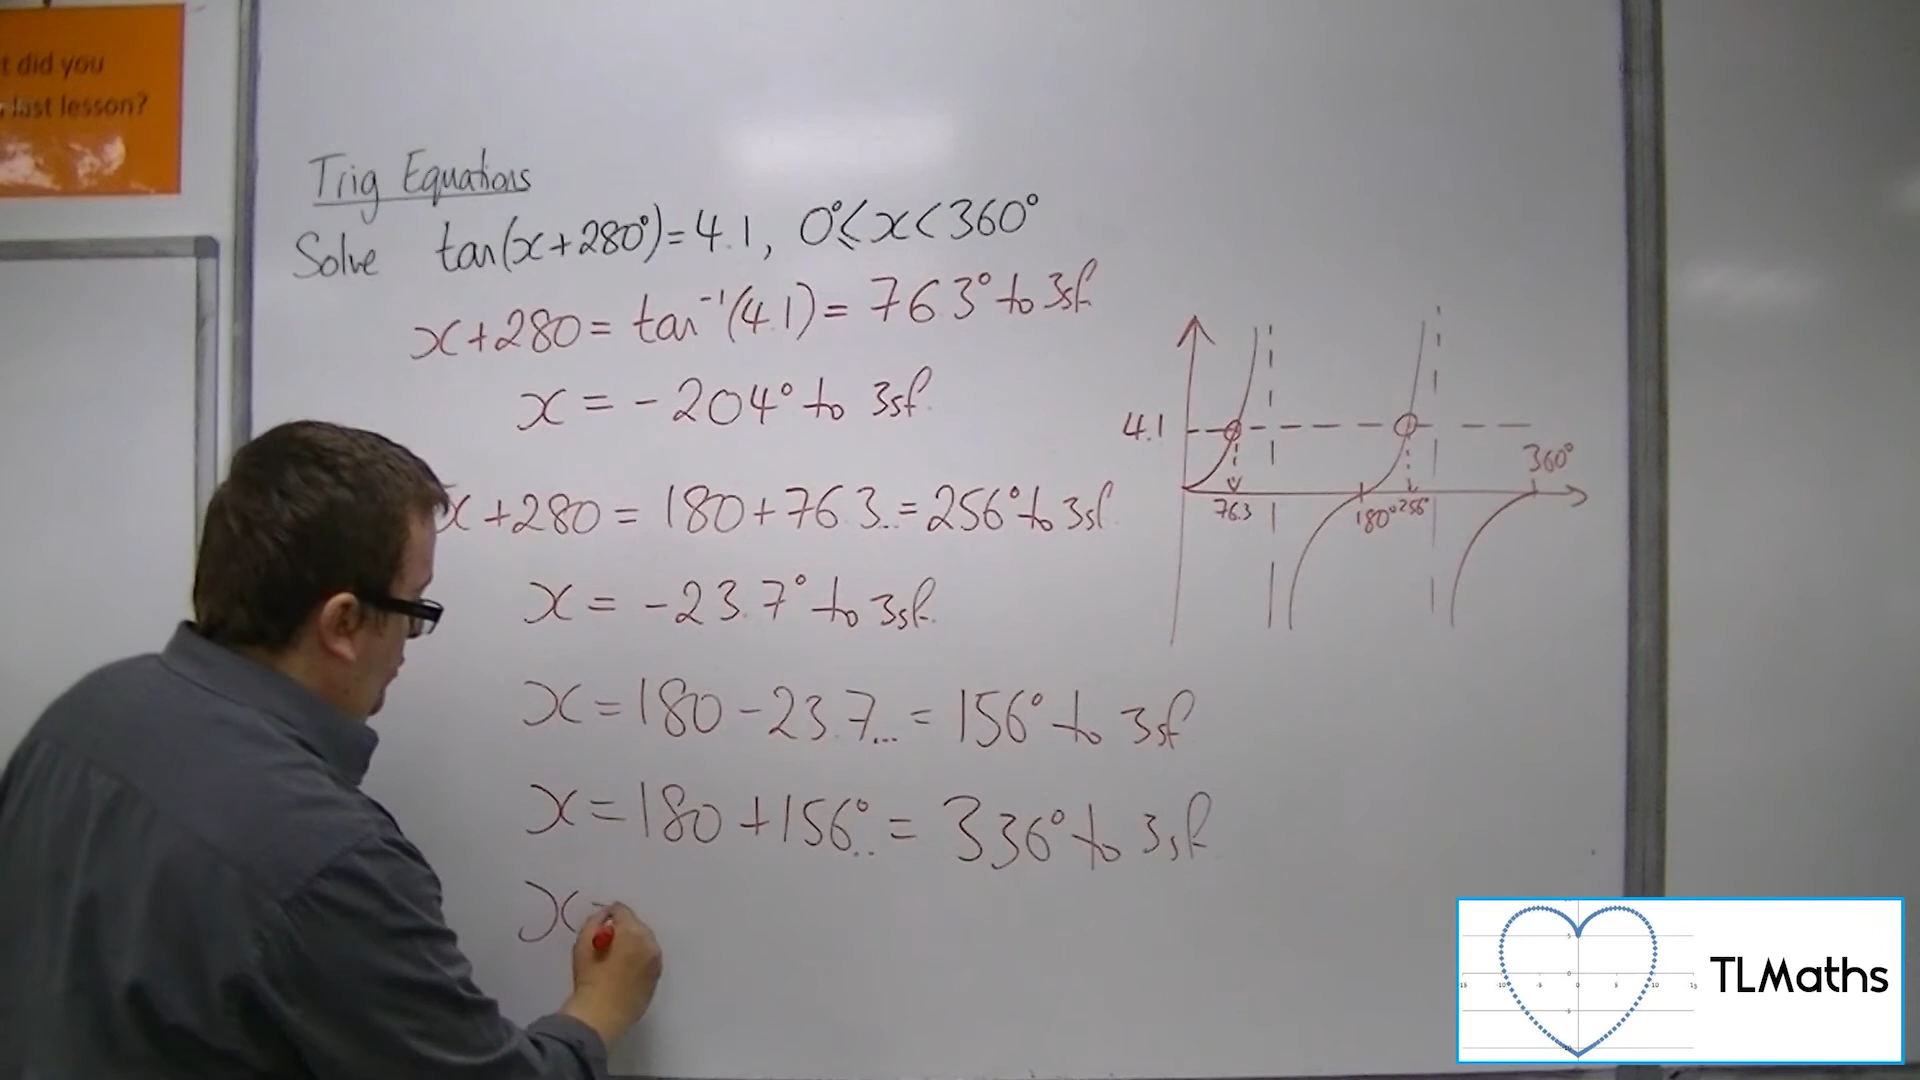 t did you
last lesson?
Trig Equations
Solve tan(x+280°)=4.1, 0°≤x<360°
x+280 = tan⁻¹(4.1) = 76.3° to 3sf.
x = -204° to 3sf.
x+280 = 180+76.3... = 256° to 3sf
x = -23.7° to 3sf.
x = 180-23.7... = 156° to 3sf
x = 180+156°... = 336° to 3sf
x =
4.1
360°
76.3
180°
256°
TLMaths